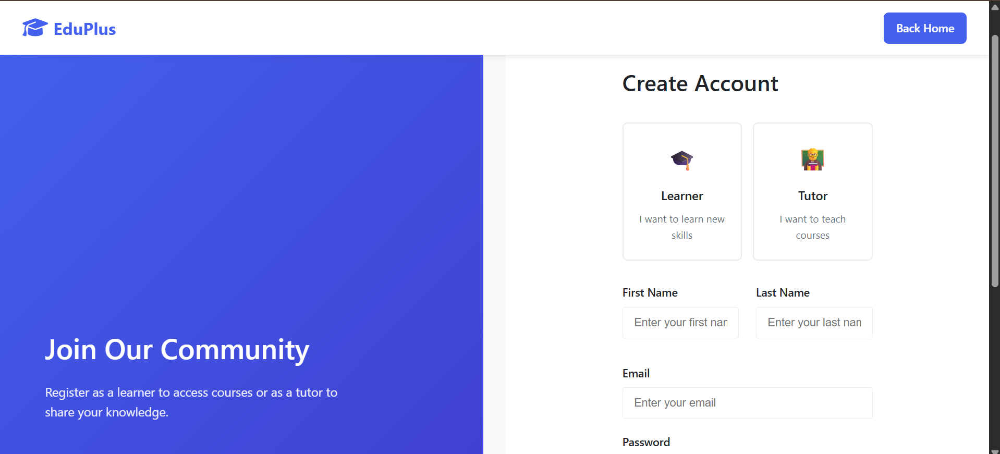 EduPlus
Back Home
Join Our Community
Register as a learner to access courses or as a tutor to
share your knowledge.
Create Account
Learner
I want to learn new
skills
Tutor
I want to teach
courses
First Name
Enter your first nan
Last Name
Enter your last nan
Email
Enter your email
Password